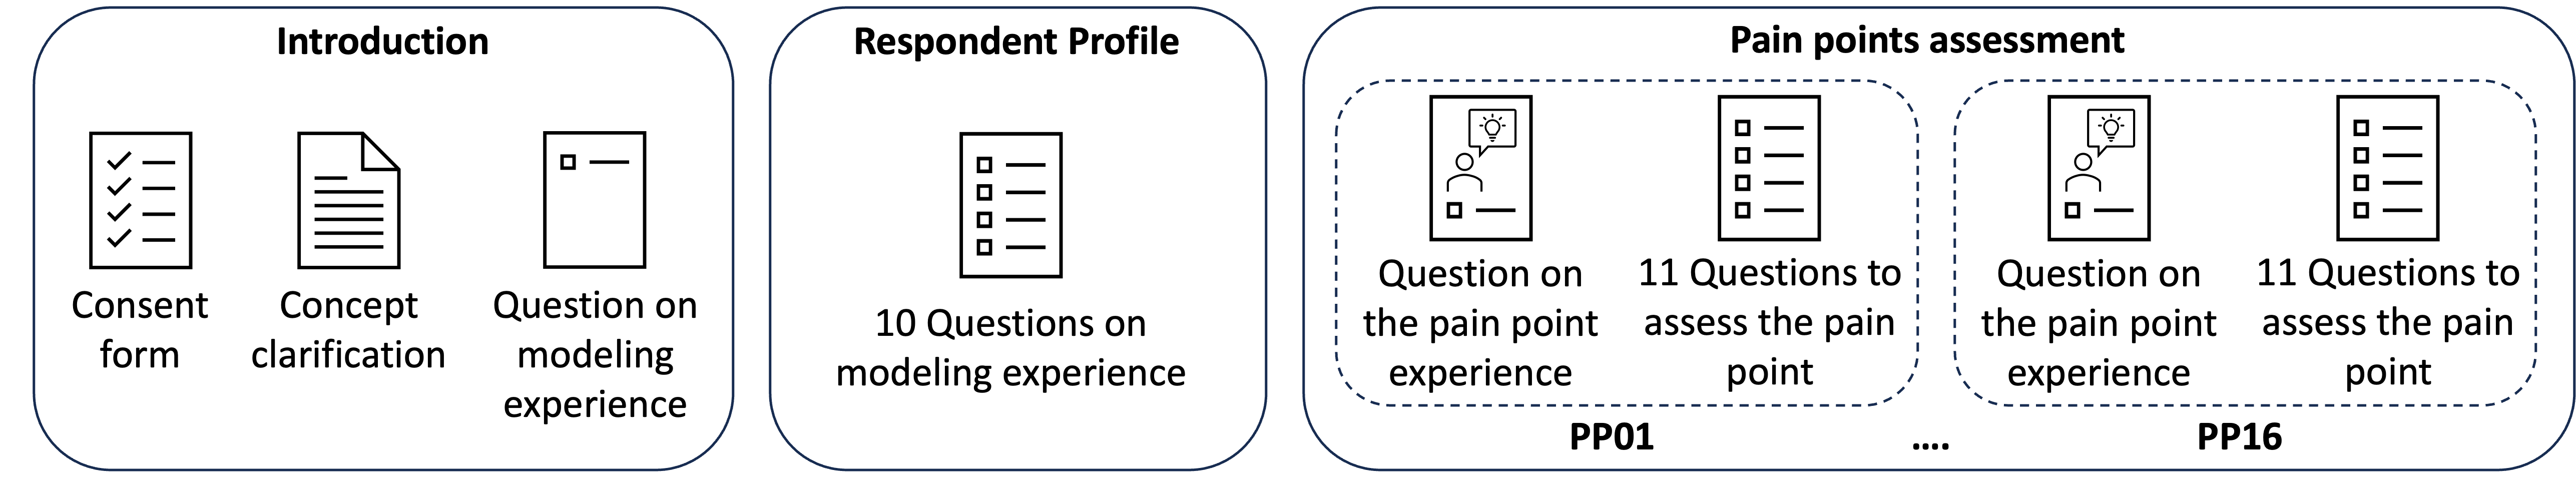 Introduction
Consent
form
Concept
clarification
Question on
modeling
experience
Respondent Profile
10 Questions on
modeling experience
Pain points assessment
Question on
the pain point
experience
11 Questions to
assess the pain
point
PP01
....
Question on
the pain point
experience
11 Questions to
assess the pain
point
PP16